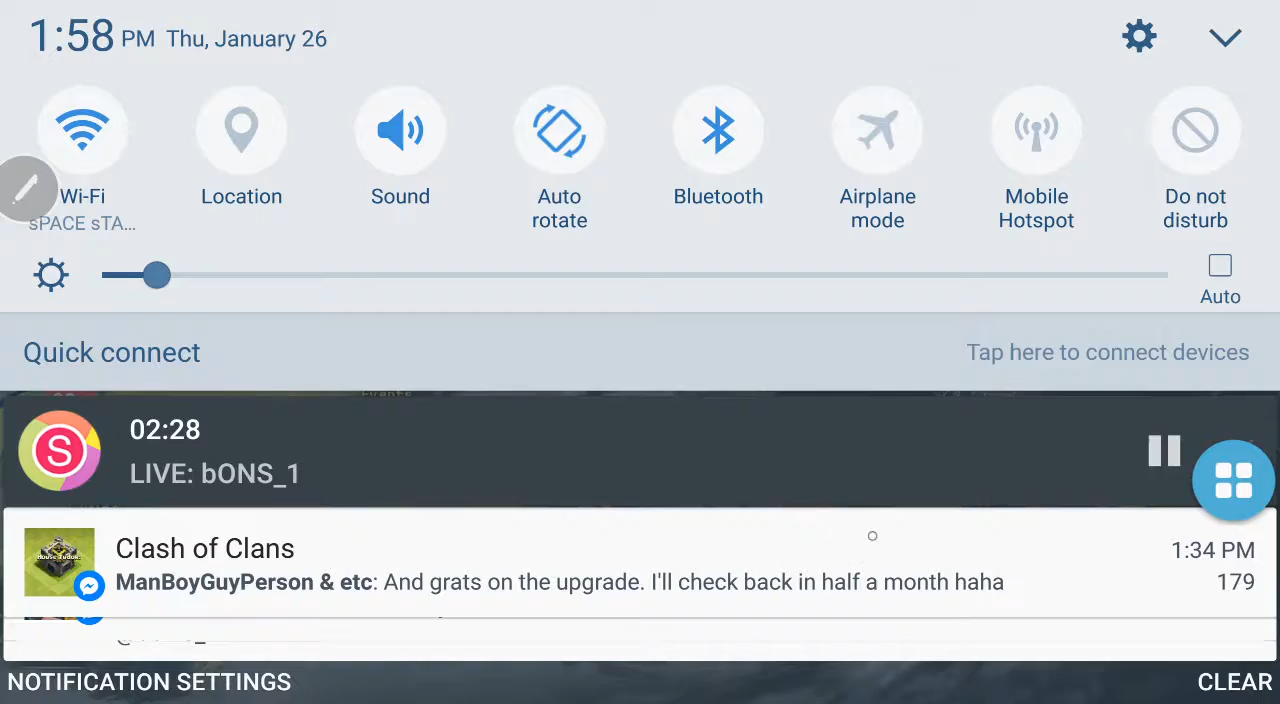 1:58 PM Thu, January 26
Wi-Fi
sPACE sTA...
Location
Sound
Auto
rotate
Bluetooth
Airplane
mode
Mobile
Hotspot
Do not
disturb
Auto
Quick connect
Tap here to connect devices
Events
S
02:28
LIVE: bONS_1
Clash of Clans
1:34 PM
ManBoyGuyPerson & etc: And grats on the upgrade. I'll check back in half a month haha
179
NOTIFICATION SETTINGS
CLEAR